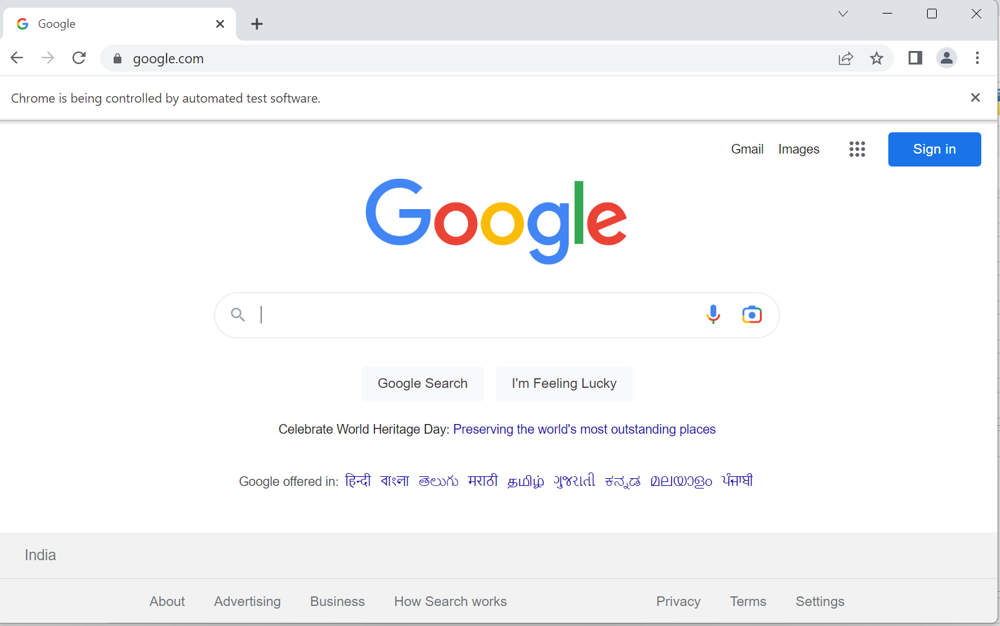 Google
google.com
Chrome is being controlled by automated test software.
Gmail Images Sign in
Google
Google Search I'm Feeling Lucky
Celebrate World Heritage Day: Preserving the world's most outstanding places
Google offered in: हिन्दी বাংলা తెలుగు मराठी தமிழ் ગુજરાતી ಕನ್ನಡ മലയാളം ਪੰਜਾਬੀ
India
About Advertising Business How Search works Privacy Terms Settings